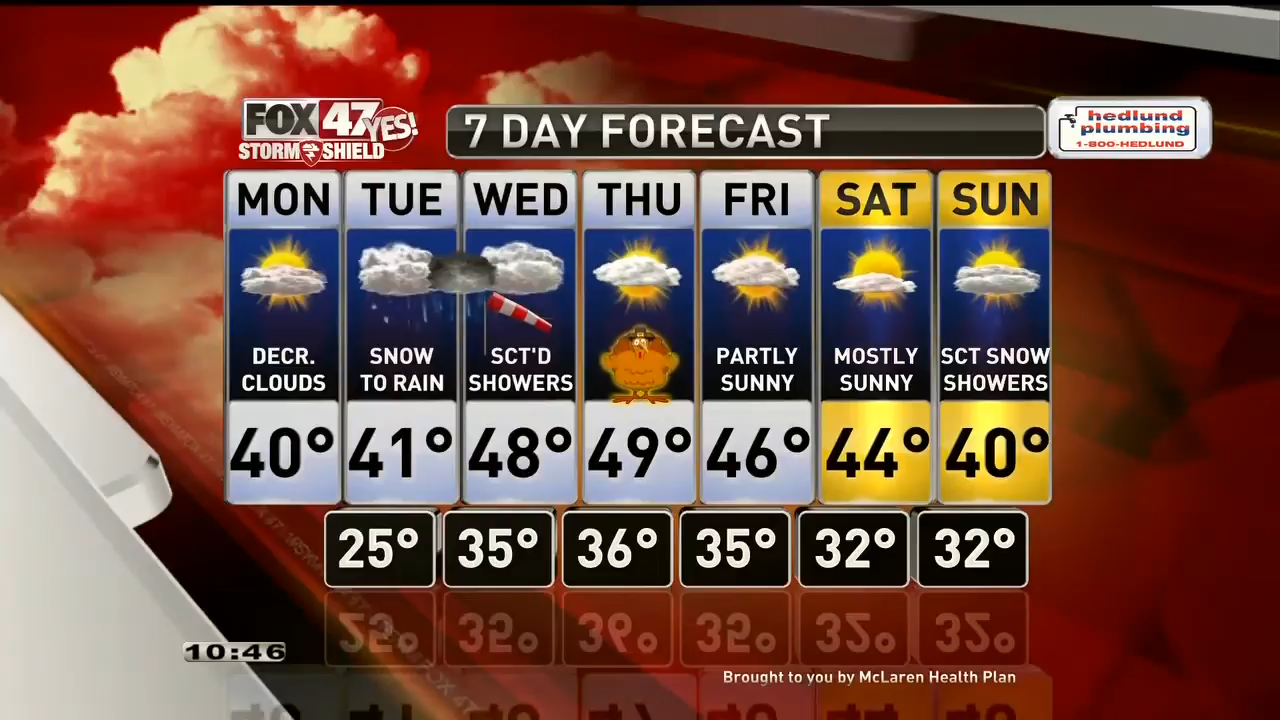 FOX 47 YES!
STORM SHIELD
7 DAY FORECAST
hedlund
plumbing
1-800-HEDLUND
MON TUE WED THU FRI SAT SUN
DECR. CLOUDS
SNOW TO RAIN
SCT'D SHOWERS
PARTLY SUNNY
MOSTLY SUNNY
SCT SNOW SHOWERS
40° 41° 48° 49° 46° 44° 40°
25° 35° 36° 35° 32° 32°
10:46
Brought to you by McLaren Health Plan